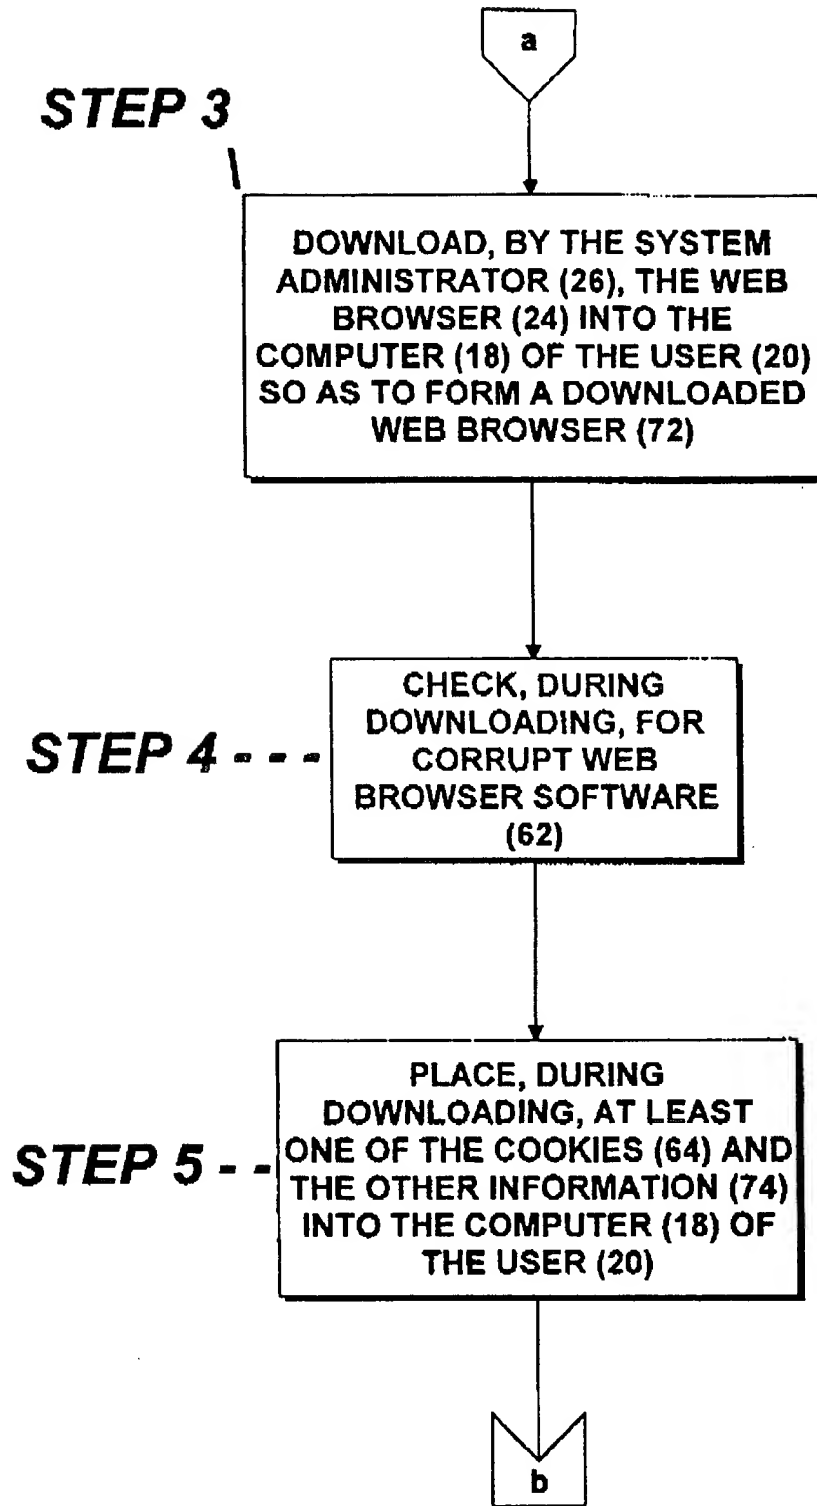 a
STEP 3
DOWNLOAD, BY THE SYSTEM
ADMINISTRATOR (26), THE WEB
BROWSER (24) INTO THE
COMPUTER (18) OF THE USER (20)
SO AS TO FORM A DOWNLOADED
WEB BROWSER (72)
STEP 4
CHECK, DURING
DOWNLOADING, FOR
CORRUPT WEB
BROWSER SOFTWARE
(62)
STEP 5
PLACE, DURING
DOWNLOADING, AT LEAST
ONE OF THE COOKIES (64) AND
THE OTHER INFORMATION (74)
INTO THE COMPUTER (18) OF
THE USER (20)
b